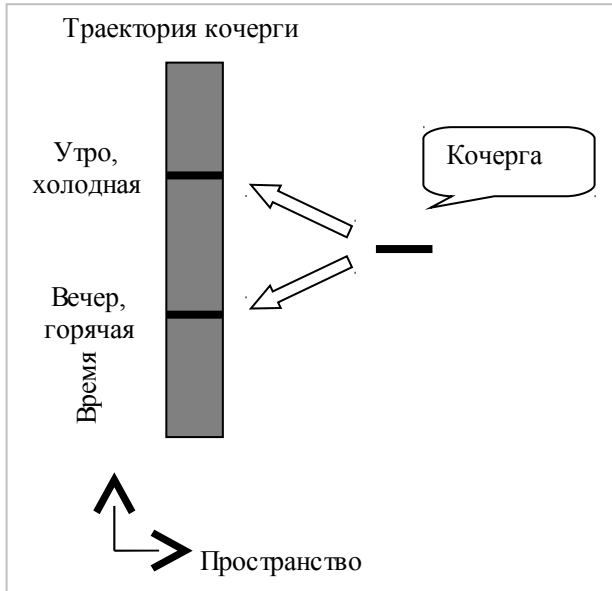 Траектория кочерги
Утро,
холодная
Кочерга
Вечер,
горячая
Время
Пространство